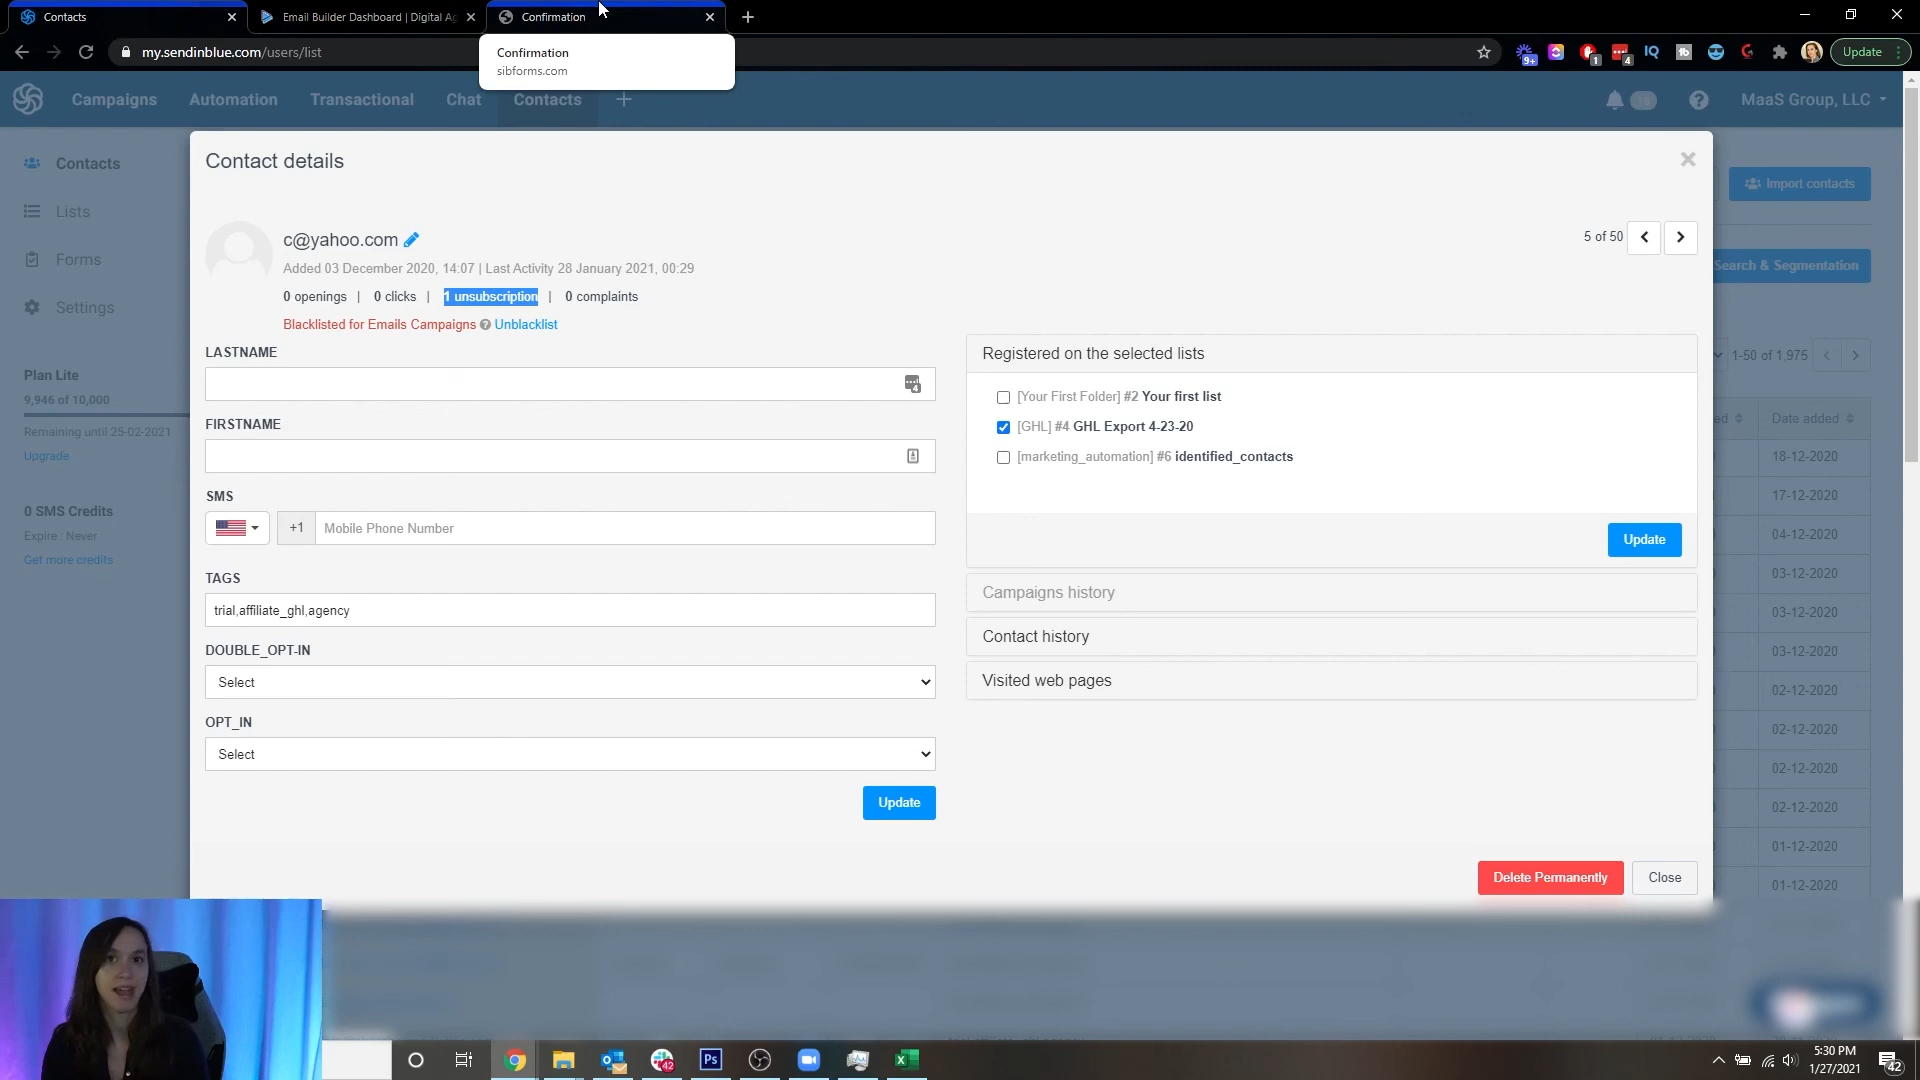 Contacts
Email Builder Dashboard | Digital Ag
Confirmation
my.sendinblue.com/users/list
Confirmation
sibforms.com
9+
1
4
IQ
Update
Campaigns
Automation
Transactional
Chat
Contacts
MaaS Group, LLC
Contacts
Lists
Forms
Settings
Plan Lite
9,946 of 10,000
Remaining until 25-02-2021
Upgrade
0 SMS Credits
Expire : Never
Get more credits
Contact details
Import contacts
Search & Segmentation
c@yahoo.com
Added 03 December 2020, 14:07 | Last Activity 28 January 2021, 00:29
0 openings | 0 clicks | 1 unsubscription | 0 complaints
Blacklisted for Emails Campaigns Unblacklist
5 of 50
LASTNAME
FIRSTNAME
SMS
+1
Mobile Phone Number
TAGS
trial,affiliate_ghl,agency
DOUBLE_OPT-IN
Select
OPT_IN
Select
Update
Registered on the selected lists
[Your First Folder] #2 Your first list
[GHL] #4 GHL Export 4-23-20
[marketing_automation] #6 identified_contacts
Update
Campaigns history
Contact history
Visited web pages
Delete Permanently
Close
1-50 of 1,975
ed
Date added
18-12-2020
17-12-2020
04-12-2020
03-12-2020
03-12-2020
03-12-2020
02-12-2020
02-12-2020
02-12-2020
02-12-2020
01-12-2020
01-12-2020
42
Ps
5:30 PM
1/27/2021
42